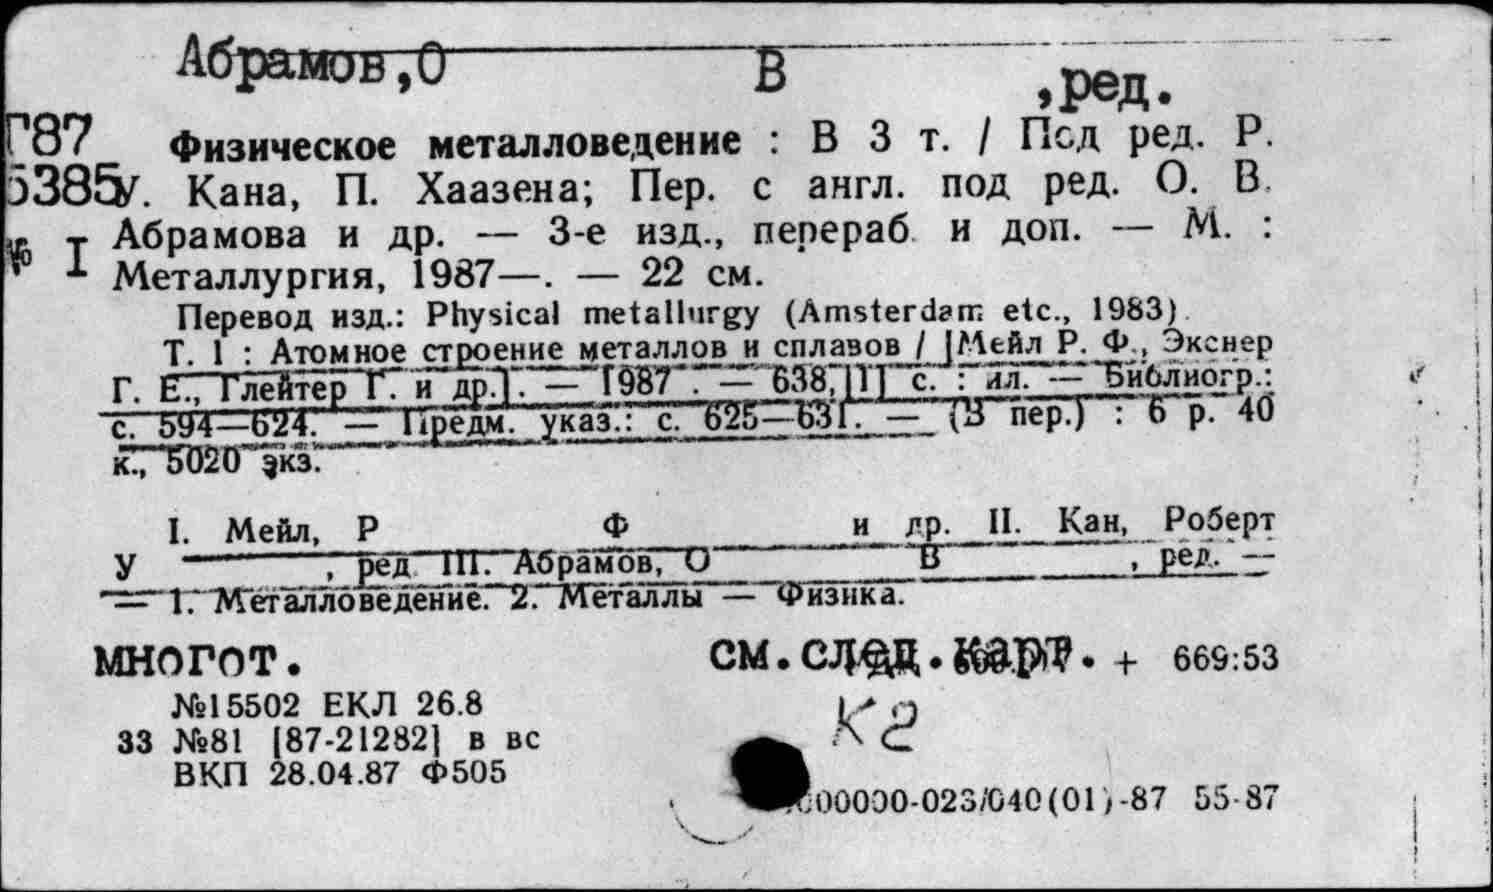 Абрамов,О В ,ред.
Г87 Физическое металловедение : В 3 т. / Под ред. Р.
5385 У. Кана, П. Хаазена; Пер. с англ. под ред. О. В.
I Абрамова и др. — 3-е изд., перераб. и доп. — М. :
Металлургия, 1987—. — 22 см.
Перевод изд.: Physical metallurgy (Amsterdam etc., 1983).
Т. 1 : Атомное строение металлов и сплавов / [Мейл Р. Ф., Экснер
Г. Е., Глейтер Г. и др.]. — 1987 . — 638,[1] с. : ил. — Библиогр.:
с. 594—624. — Предм. указ.: с. 625—631. — (В пер.) : 6 р. 40
к., 5020 экз.
I. Мейл, Р Ф и др. II. Кан, Роберт
У , ред. III. Абрамов, О В , ред. —
— 1. Металловедение. 2. Металлы — Физика.
многот. см.след.карт. + 669:53
№15502 ЕКЛ 26.8 К2
33 №81 [87-21282] в вс
ВКП 28.04.87 Ф505
00000-023/040(01)-87 55-87